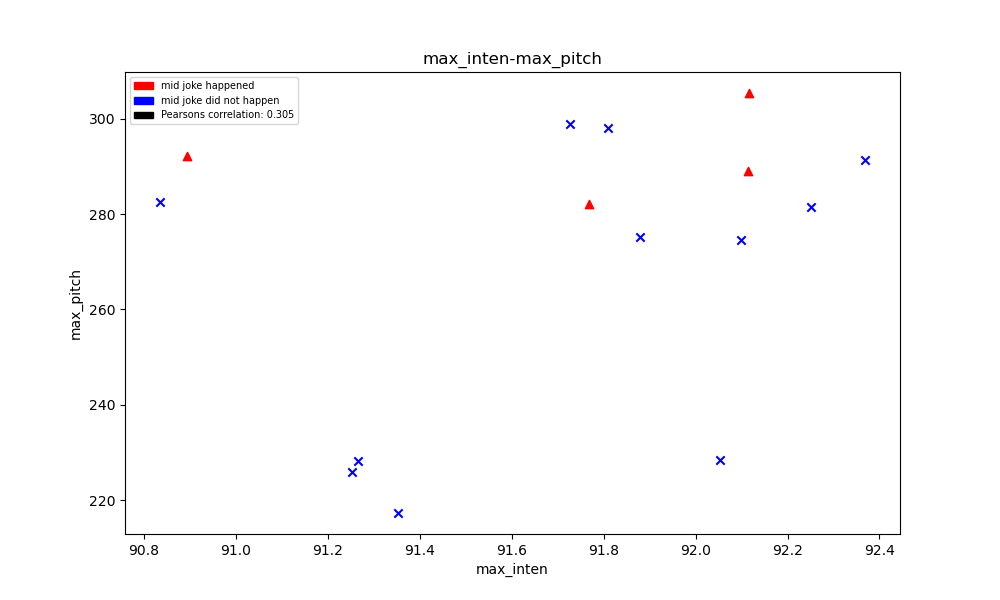 max_inten-max_pitch
mid joke happened
mid joke did not happen
Pearsons correlation: 0.305
300
280
260
240
220
max_pitch
90.8 91.0 91.2 91.4 91.6 91.8 92.0 92.2 92.4
max_inten